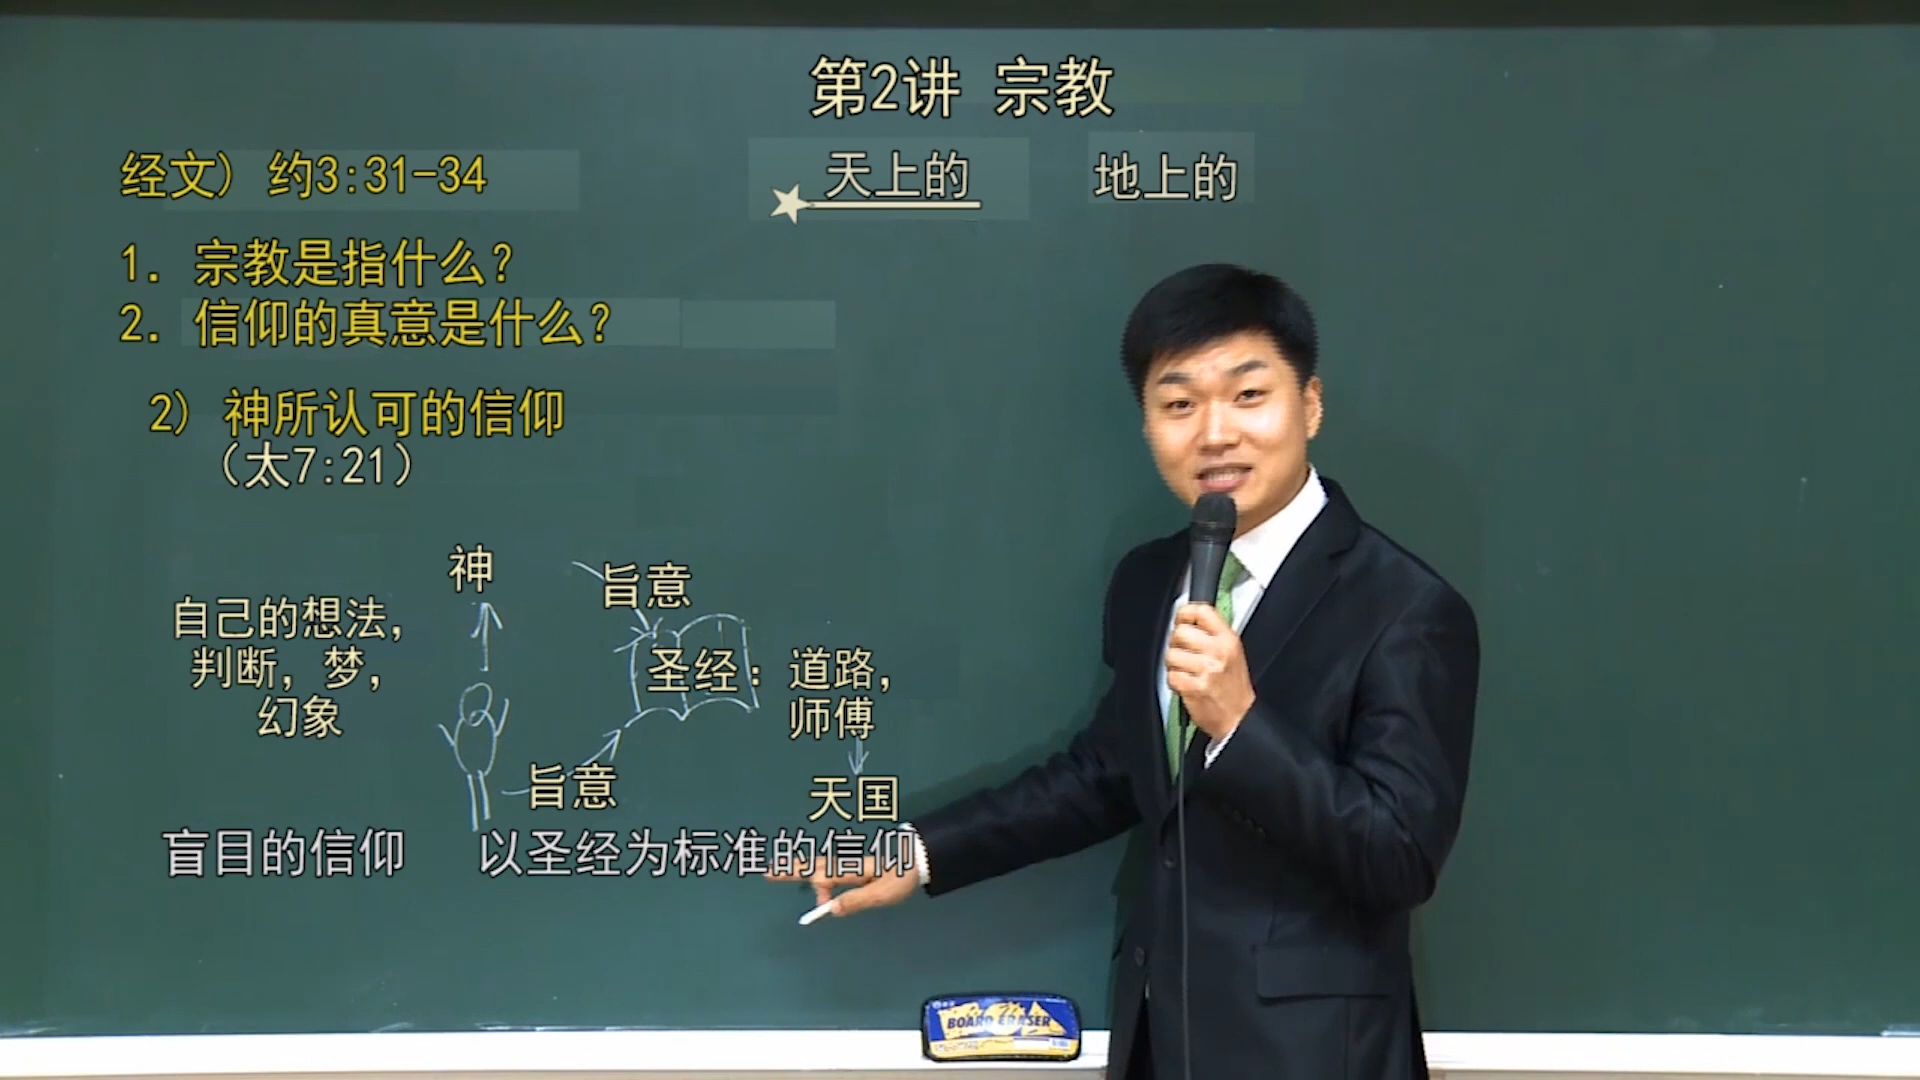 第2讲 宗教
经文) 约3:31-34
天上的 地上的
1. 宗教是指什么?
2. 信仰的真意是什么?
2) 神所认可的信仰
(太7:21)
神
旨意
自己的想法,
判断, 梦,
幻象
圣经: 道路,
师傅
旨意
天国
盲目的信仰 以圣经为标准的信仰
BOARD ERASER